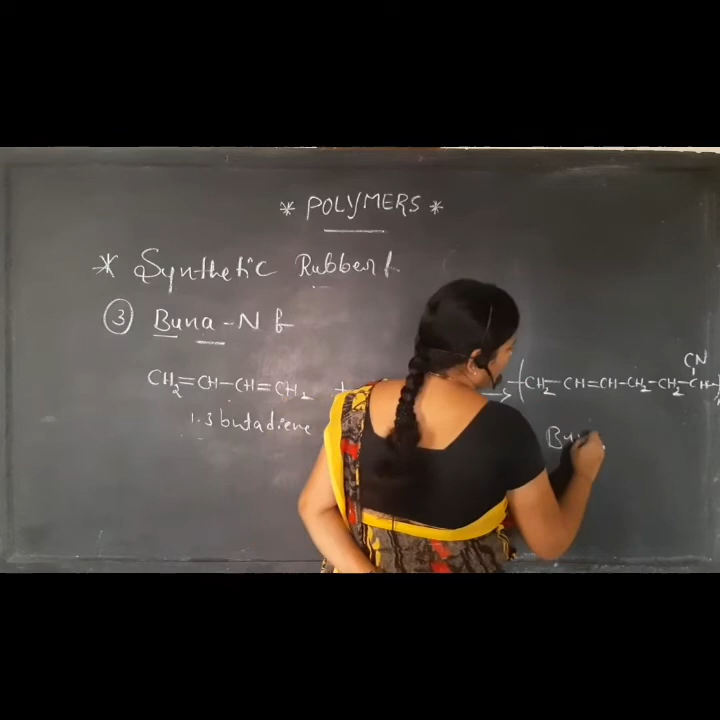 * POLYMERS *
* Synthetic Rubber
③ Buna-N
CH₂=CH-CH=CH₂ + → (CH₂-CH=CH-CH₂-CH₂-CH-)n
CN
1.3 butadiene
Bun